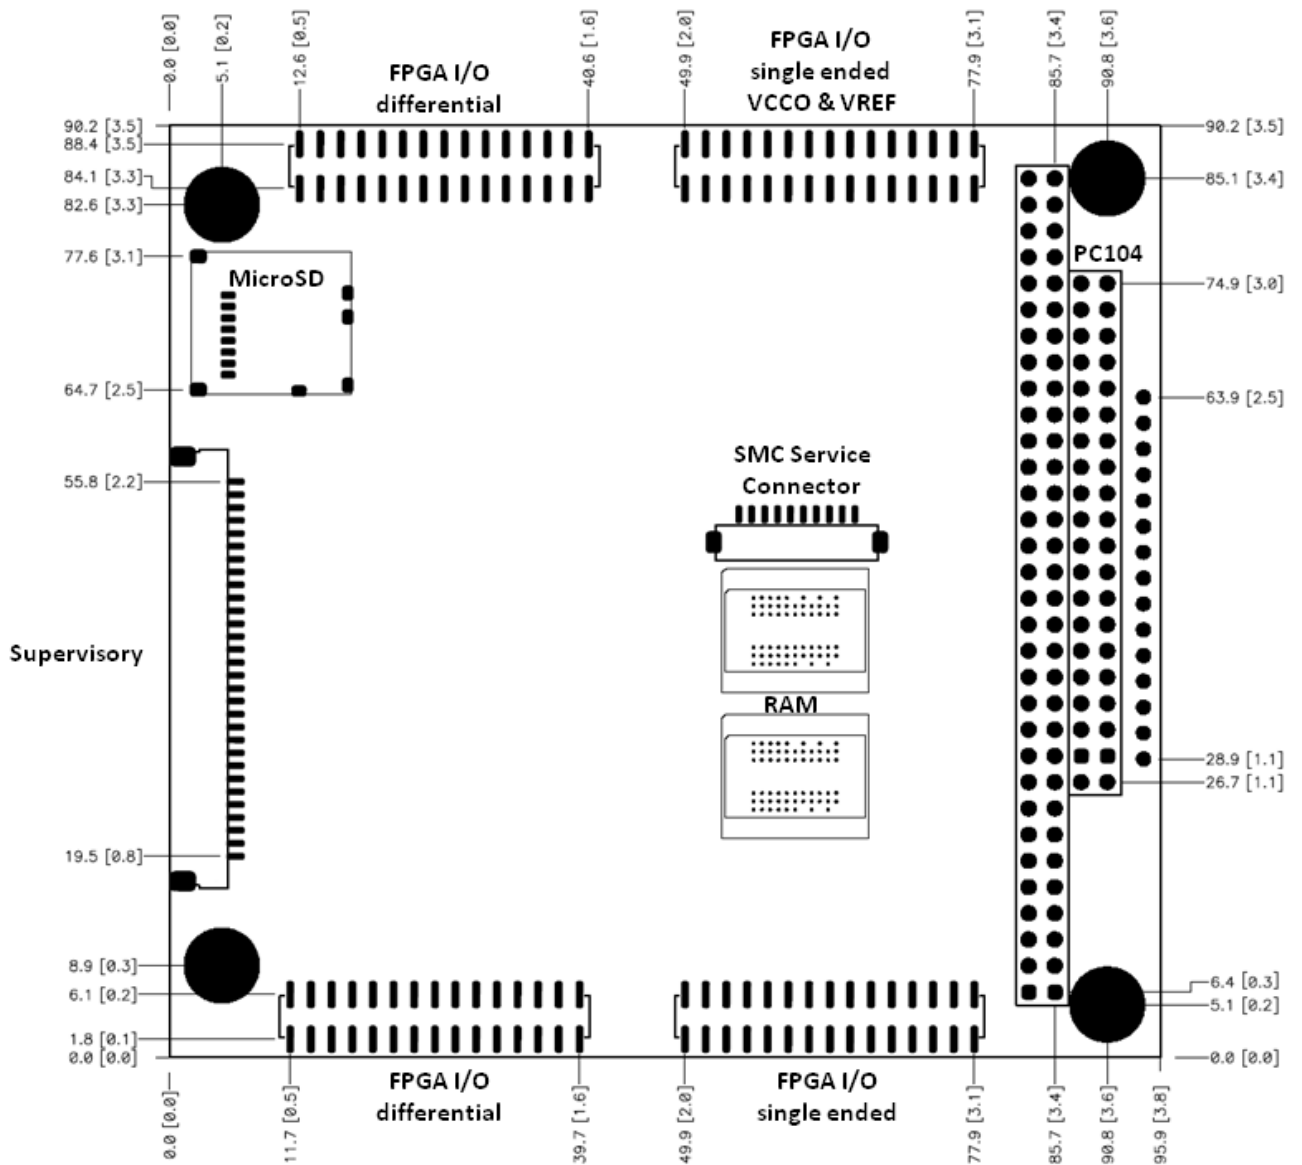 0.0 [0.0]
5.1 [0.2]
12.6 [0.5]
40.6 [1.6]
49.9 [2.0]
77.9 [3.1]
85.7 [3.4]
90.8 [3.6]
FPGA I/O
differential
FPGA I/O
single ended
VCCO & VREF
90.2 [3.5]
88.4 [3.5]
84.1 [3.3]
82.6 [3.3]
77.6 [3.1]
64.7 [2.5]
55.8 [2.2]
19.5 [0.8]
8.9 [0.3]
6.1 [0.2]
1.8 [0.1]
0.0 [0.0]
MicroSD
Supervisory
SMC Service
Connector
RAM
PC104
90.2 [3.5]
85.1 [3.4]
74.9 [3.0]
63.9 [2.5]
28.9 [1.1]
26.7 [1.1]
6.4 [0.3]
5.1 [0.2]
0.0 [0.0]
FPGA I/O
differential
FPGA I/O
single ended
0.0 [0.0]
11.7 [0.5]
39.7 [1.6]
49.9 [2.0]
77.9 [3.1]
85.7 [3.4]
90.8 [3.6]
95.9 [3.8]